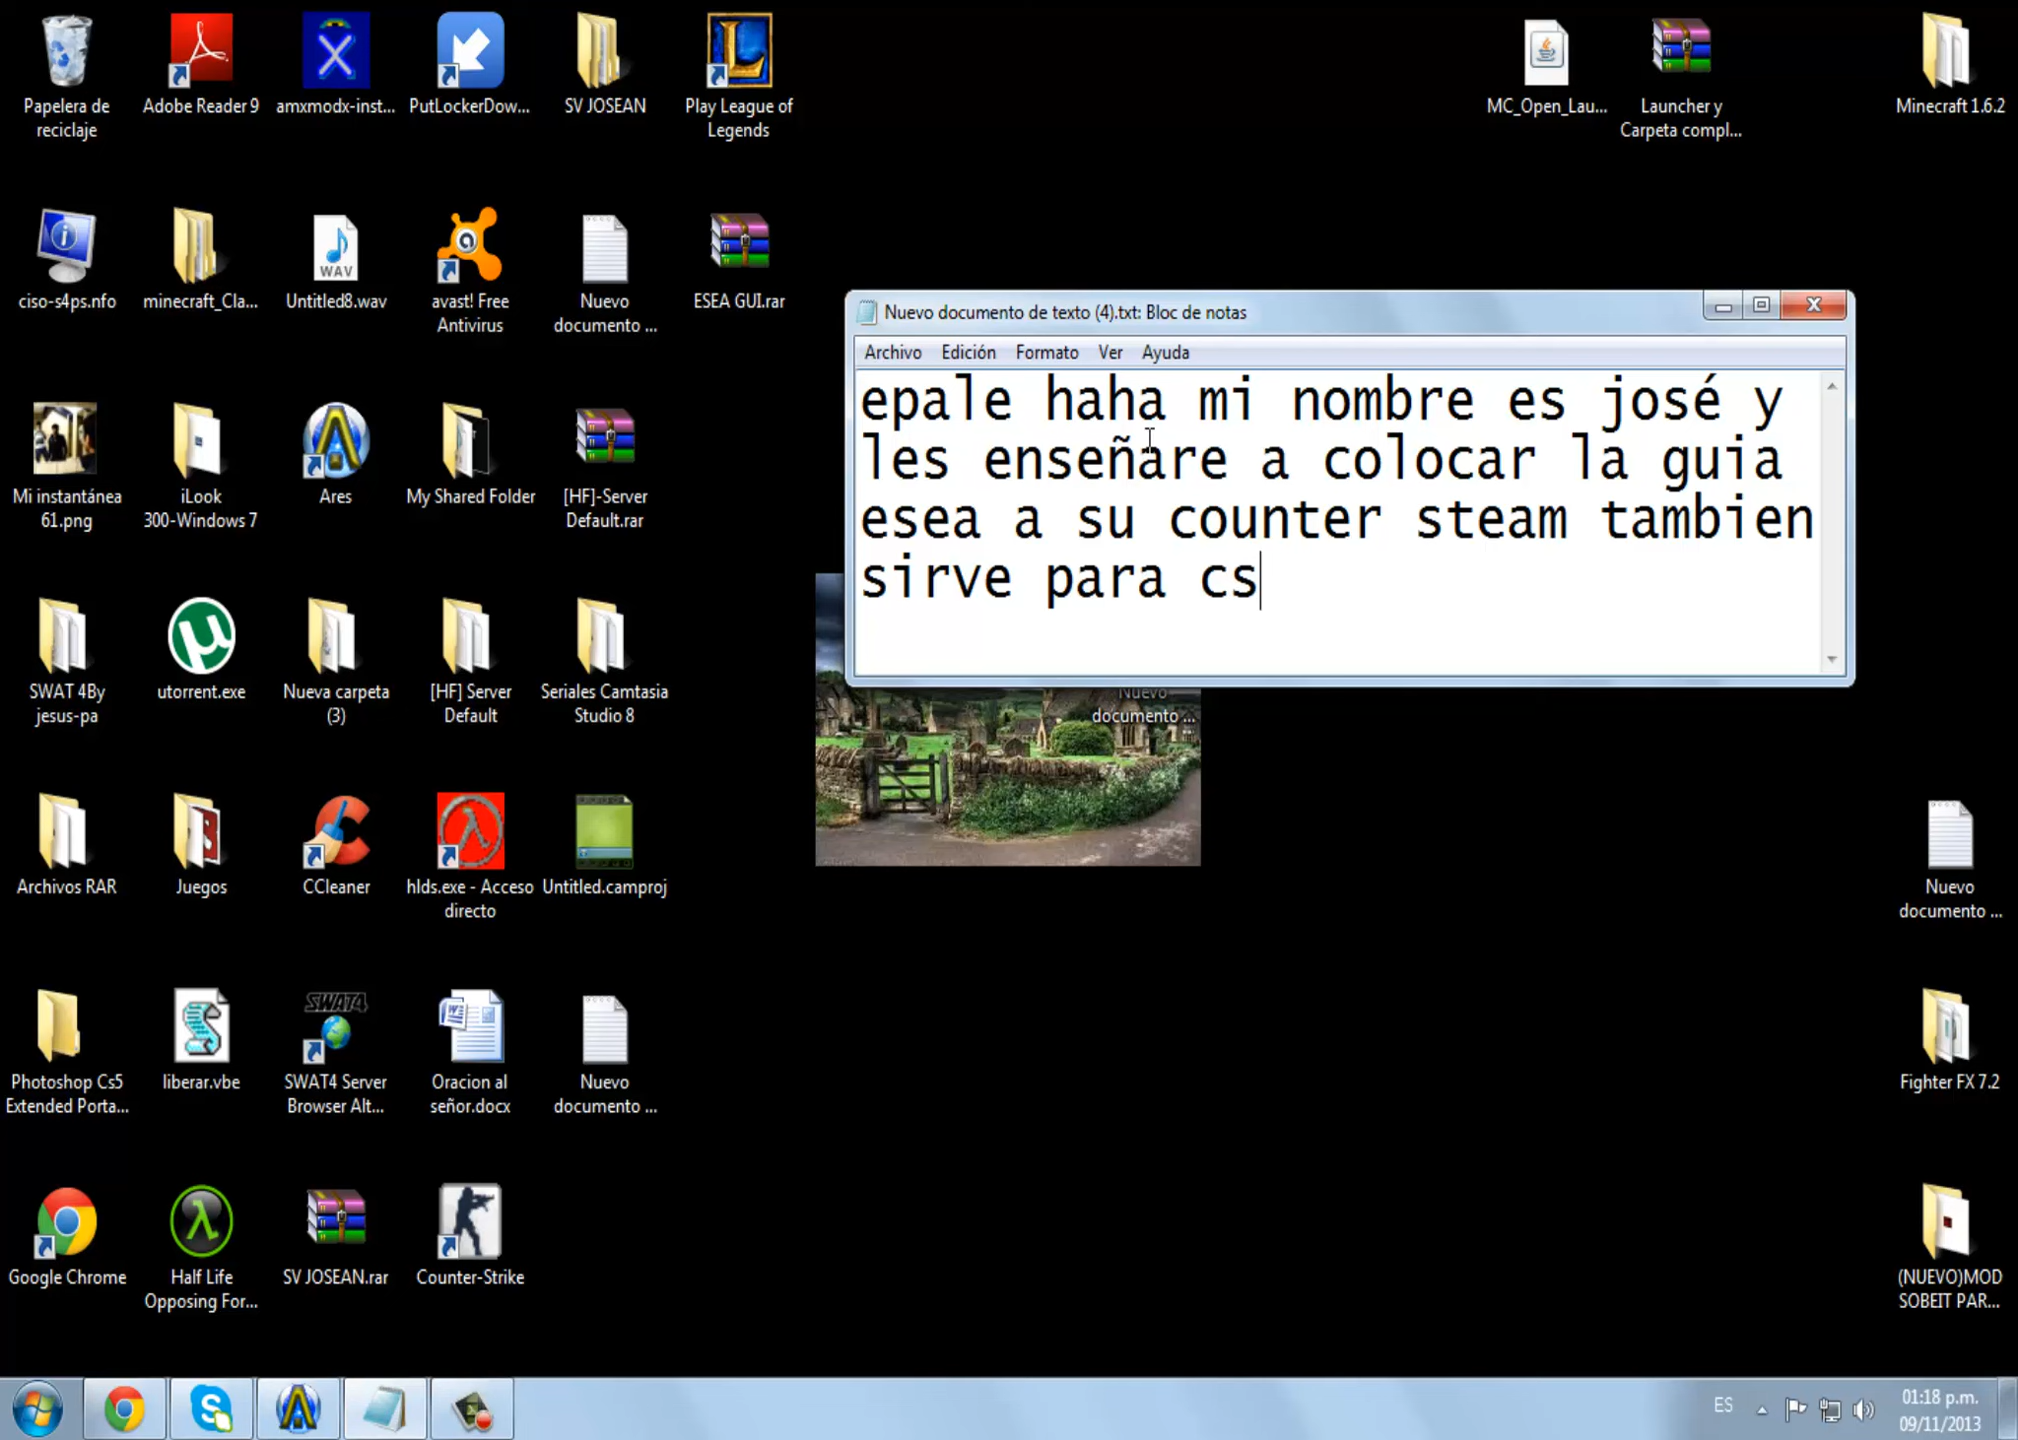 Papelera de
reciclaje
Adobe Reader 9
amxmodx-inst...
PutLockerDow...
SV JOSEAN
Play League of
Legends
MC_Open_Lau...
Launcher y
Carpeta compl...
Minecraft 1.6.2
ciso-s4ps.nfo
minecraft_Cla...
WAV
Untitled8.wav
avast! Free
Antivirus
Nuevo
documento ...
ESEA GUI.rar
Nuevo documento de texto (4).txt: Bloc de notas
Archivo Edición Formato Ver Ayuda
epale haha mi nombre es josé y
les enseñare a colocar la guia
esea a su counter steam tambien
sirve para cs
Mi instantánea
61.png
iLook
300-Windows 7
Ares
My Shared Folder
[HF]-Server
Default.rar
SWAT 4By
jesus-pa
utorrent.exe
Nueva carpeta
(3)
[HF] Server
Default
Seriales Camtasia
Studio 8
Nuevo
documento ...
Archivos RAR
Juegos
CCleaner
hlds.exe - Acceso
directo
Untitled.camproj
Nuevo
documento ...
Photoshop Cs5
Extended Porta...
liberar.vbe
SWAT4
SWAT4 Server
Browser Alt...
Oracion al
señor.docx
Nuevo
documento ...
Fighter FX 7.2
Google Chrome
Half Life
Opposing For...
SV JOSEAN.rar
Counter-Strike
(NUEVO)MOD
SOBEIT PAR...
ES
01:18 p.m.
09/11/2013